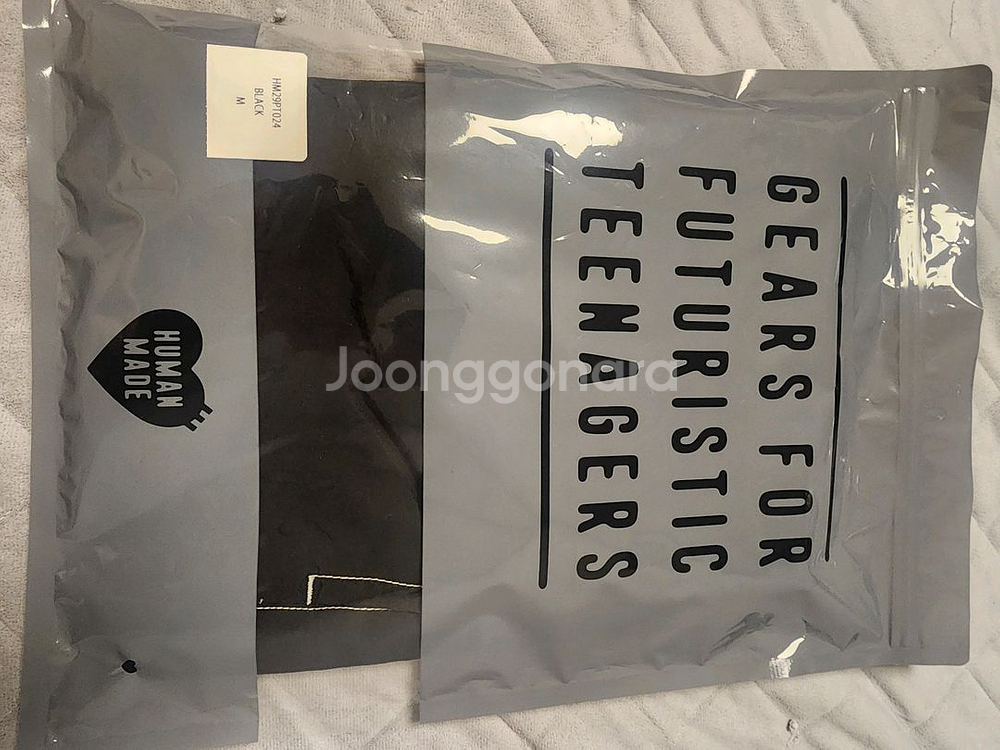 GEARS FOR
FUTURISTIC
TEENAGERS
HM29PT024
BLACK
M
HUMAN
MADE
Joonggonara